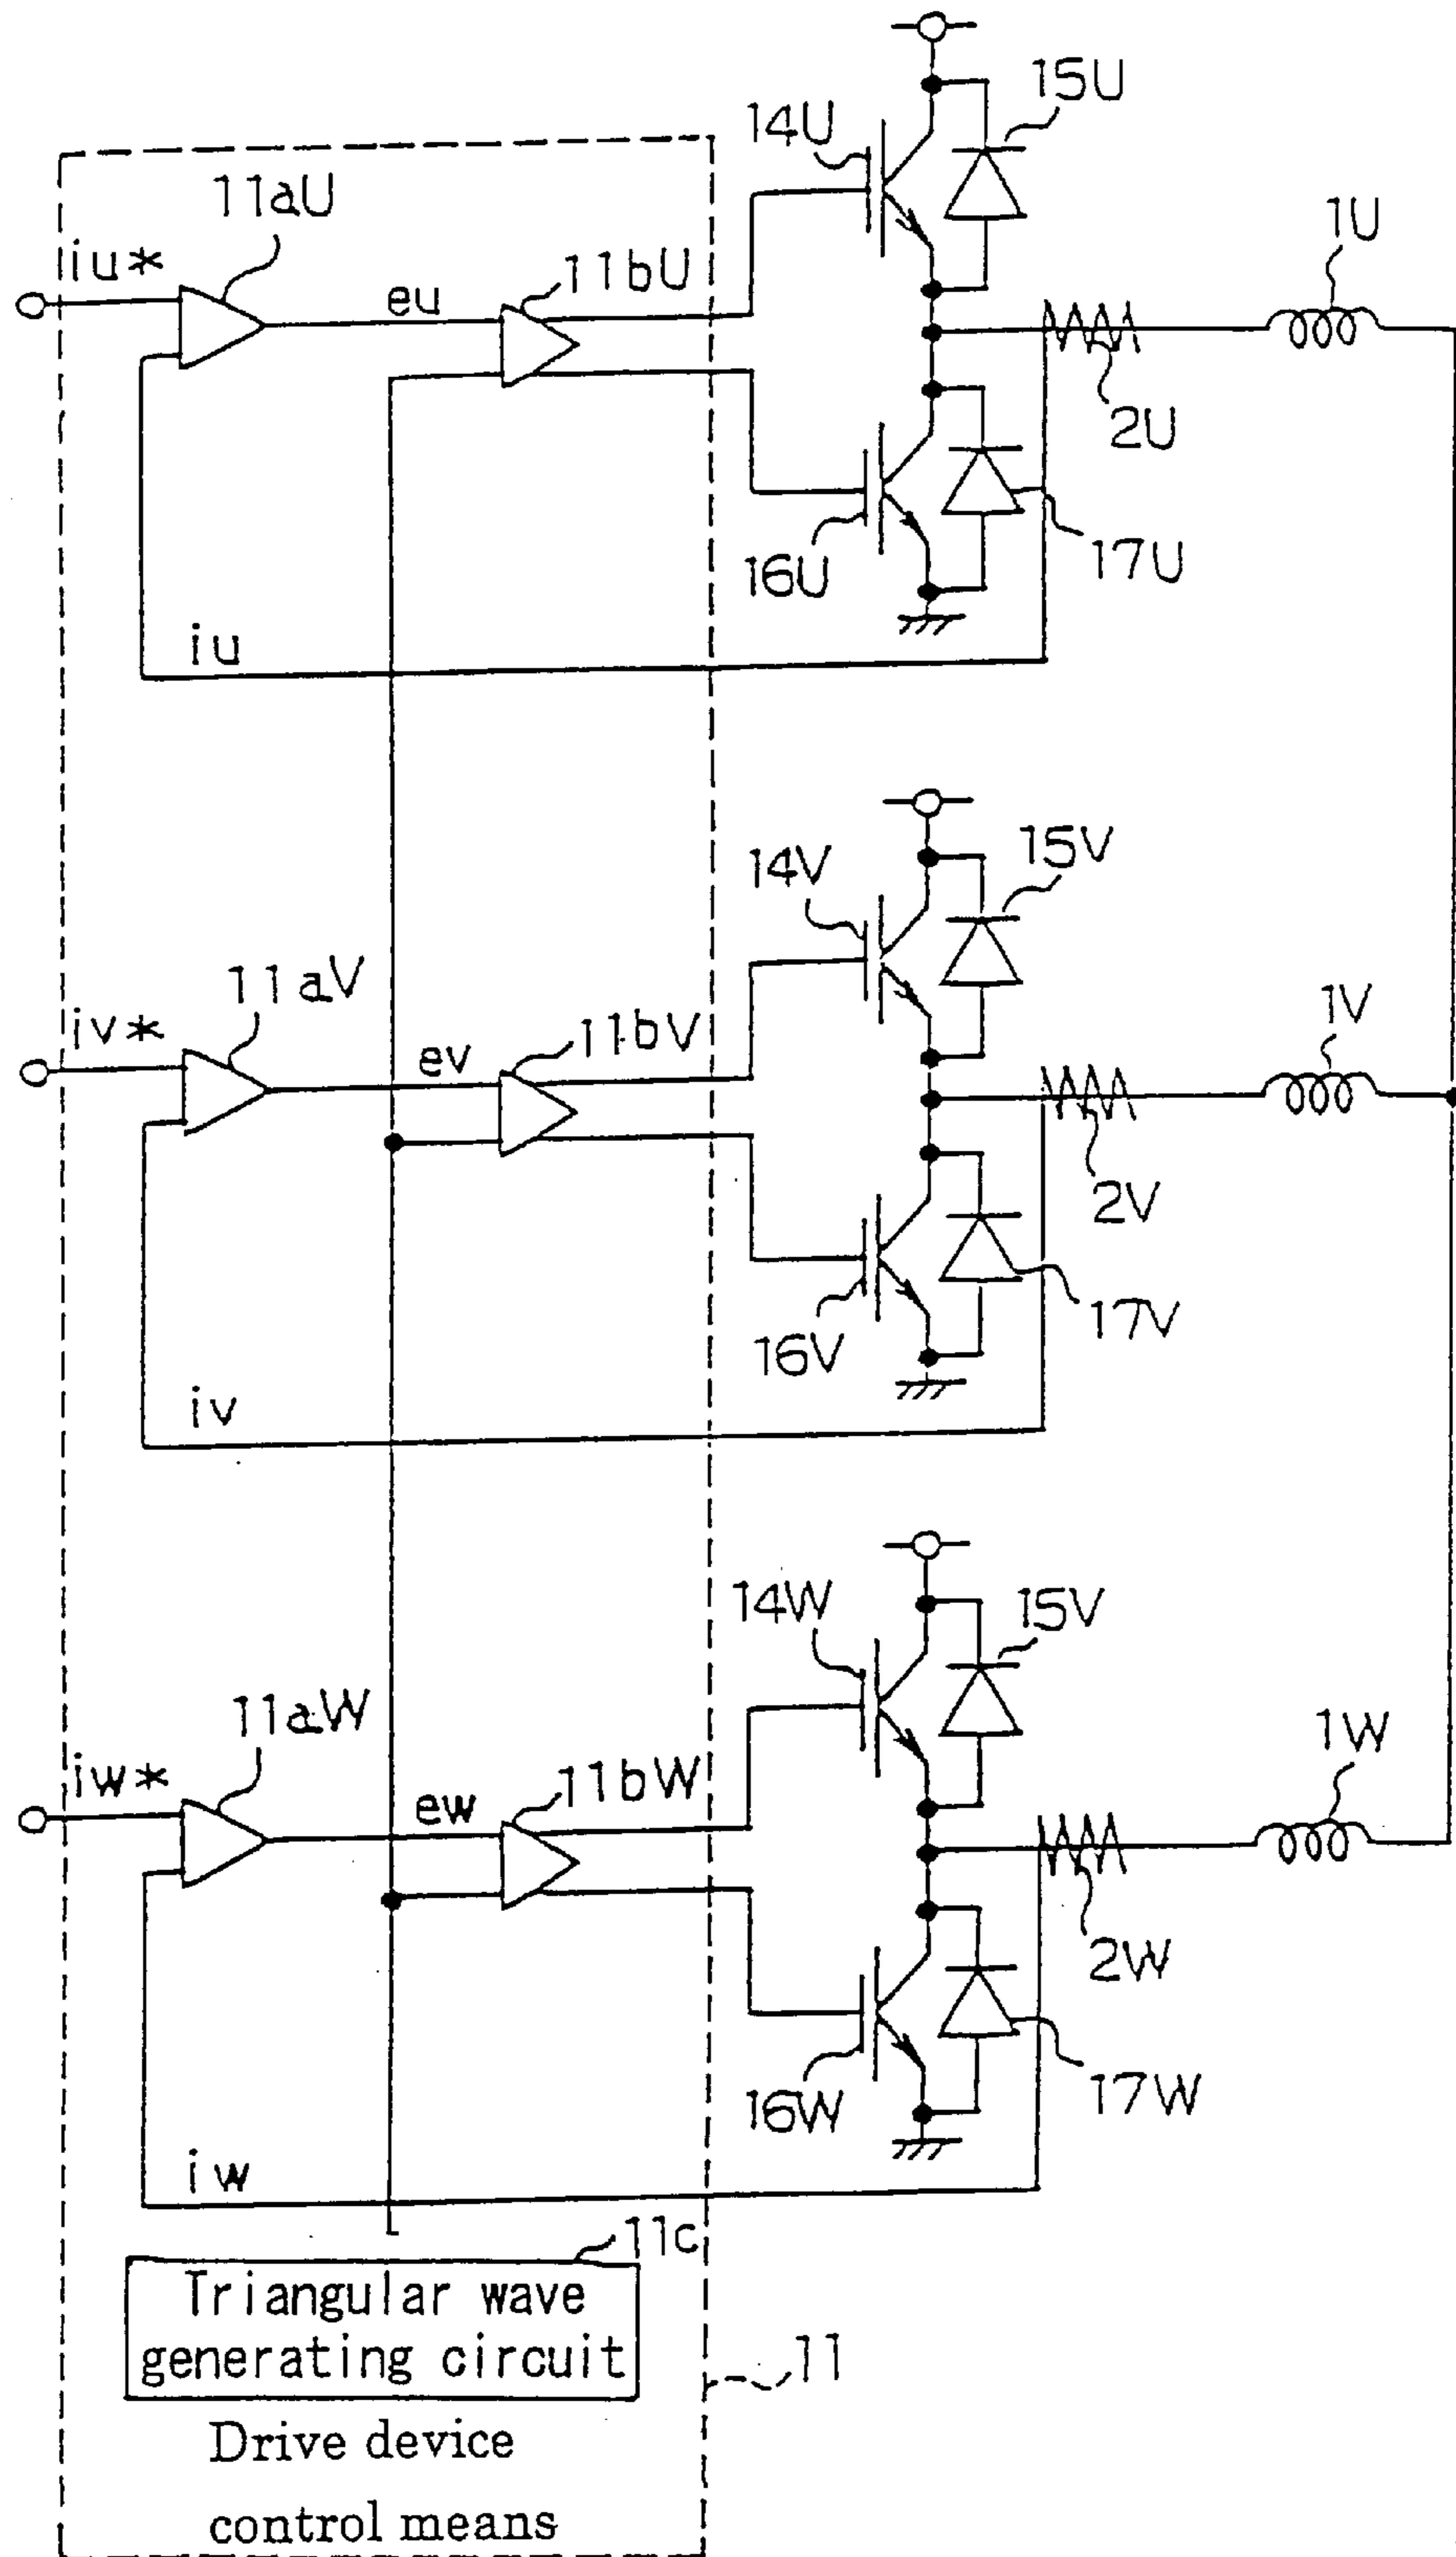 15U
14U
11aU
1U
iu*
11bU
eu
2U
16U
17U
iu
15V
14V
11aV
1V
iv*
11bV
ev
2V
16V
17V
iv
14W
15V
11aW
1W
iw*
11bW
ew
2W
16W
17W
iw
11c
Triangular wave
generating circuit
11
Drive device
control means